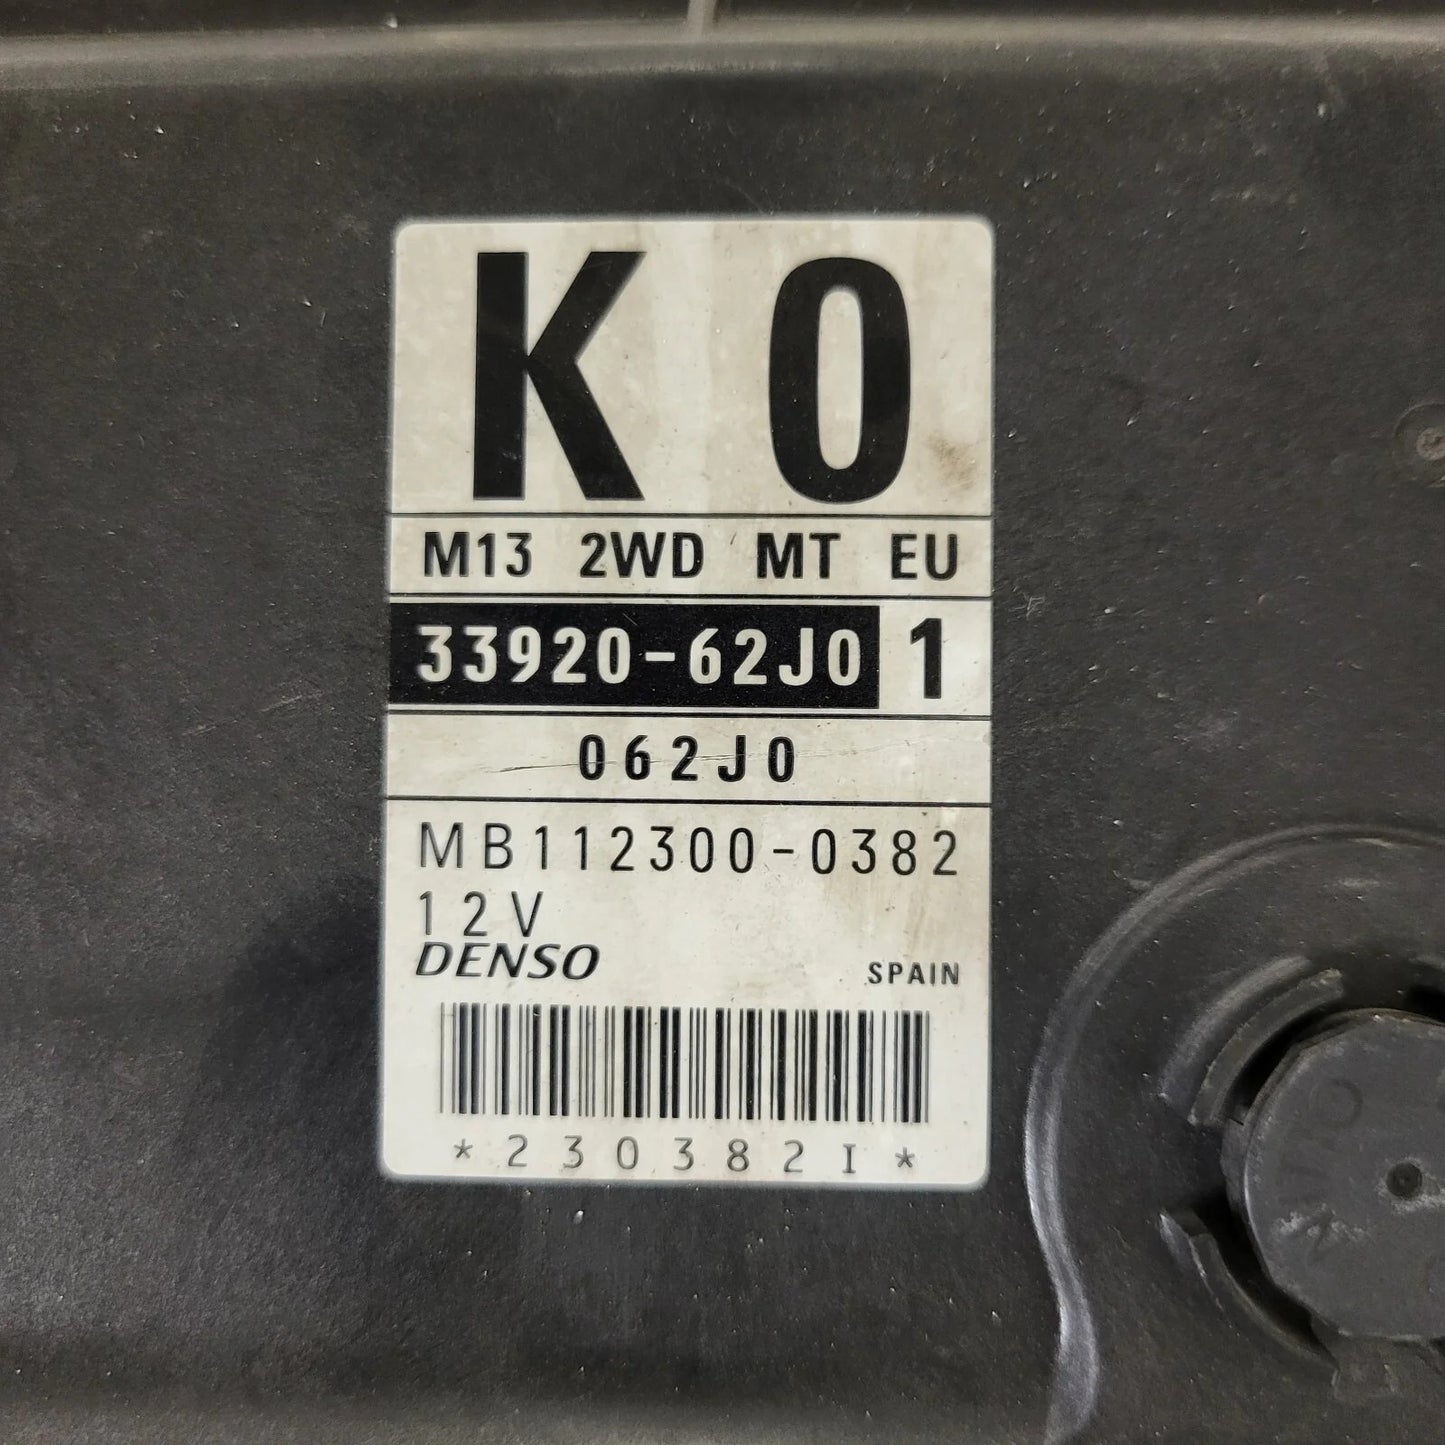 K 0
M13 2WD MT EU
33920-62J0 1
062J0
MB112300-0382
12V
DENSO SPAIN
*230382I*